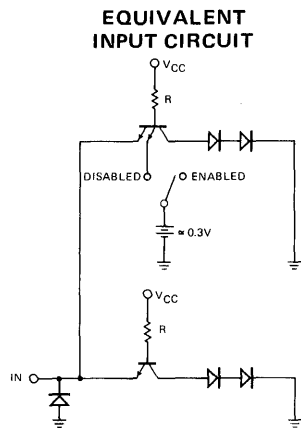 EQUIVALENT
INPUT CIRCUIT
VCC
R
DISABLED
ENABLED
≈ 0.3V
VCC
R
IN